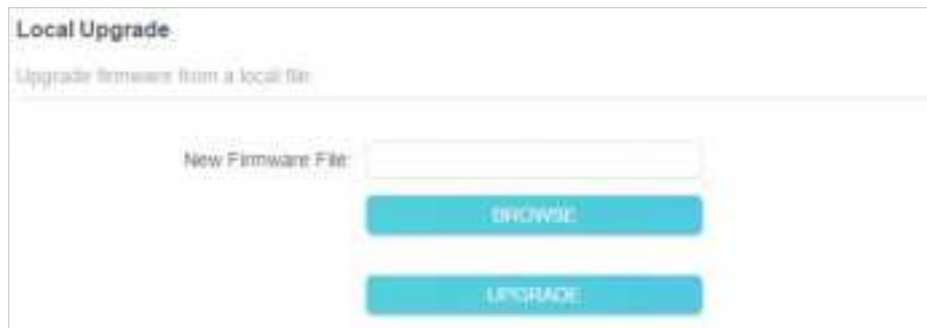 Local Upgrade
Upgrade firmware from a local file.
New Firmware File:
BROWSE
UPGRADE